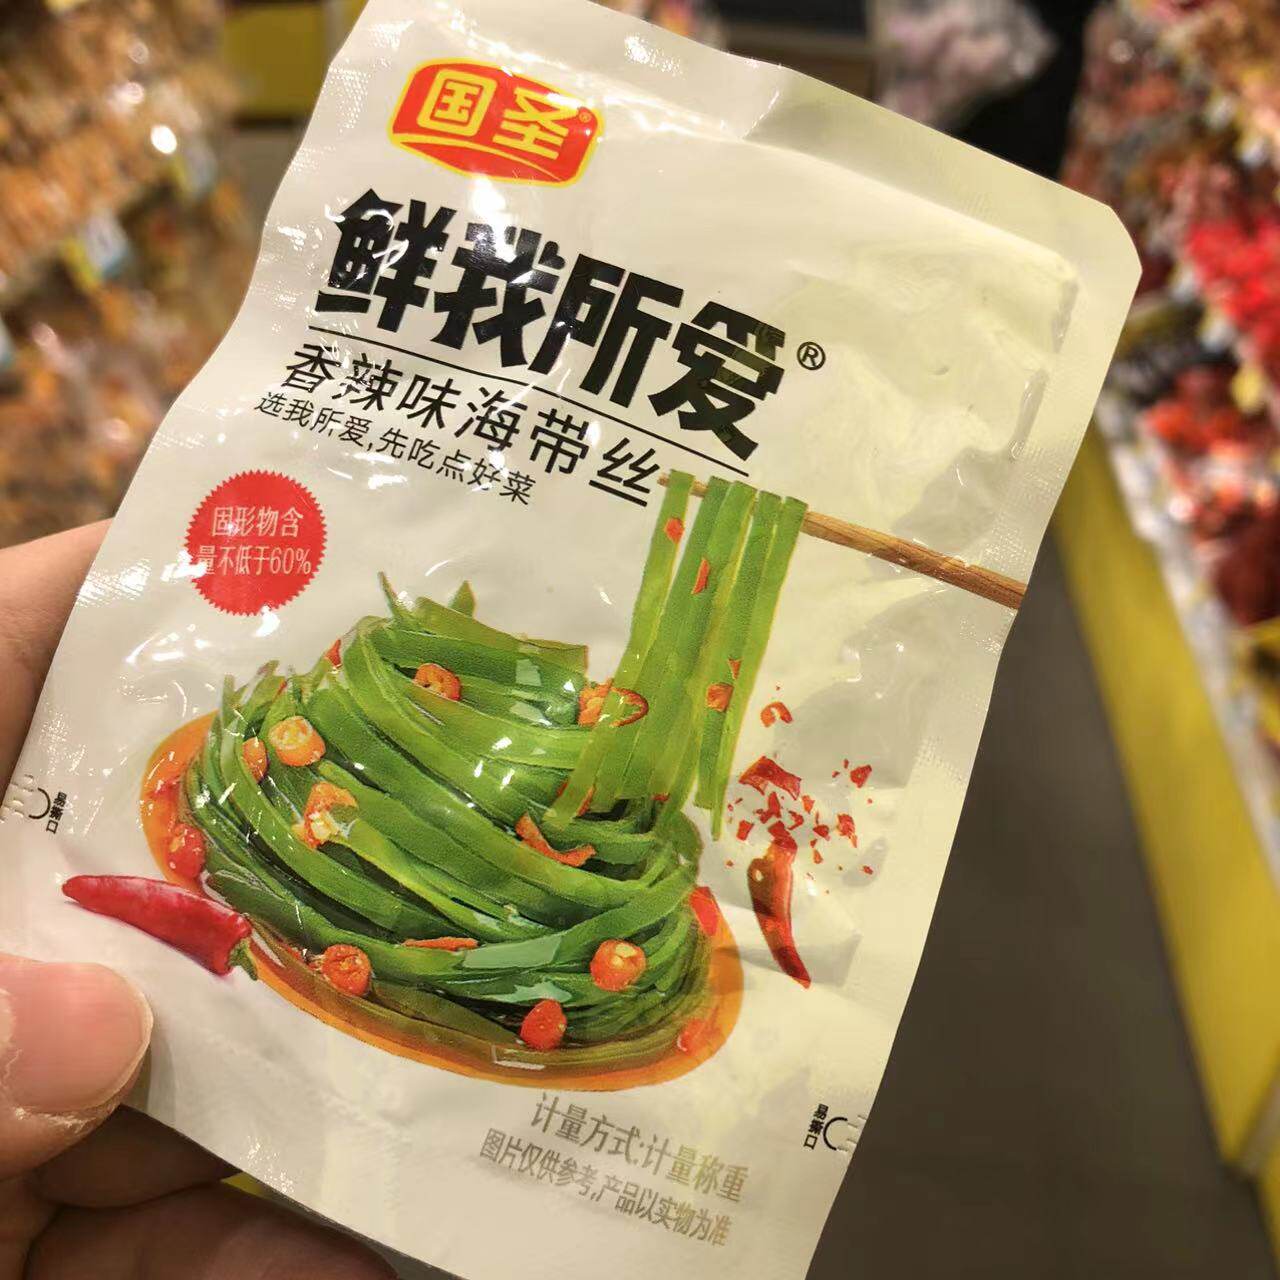 国圣®
鲜我所爱®
香辣味海带丝
选我所爱,先吃点好菜
固形物含
量不低于60%
易撕口
易撕口
计量方式:计量称重
图片仅供参考,产品以实物为准